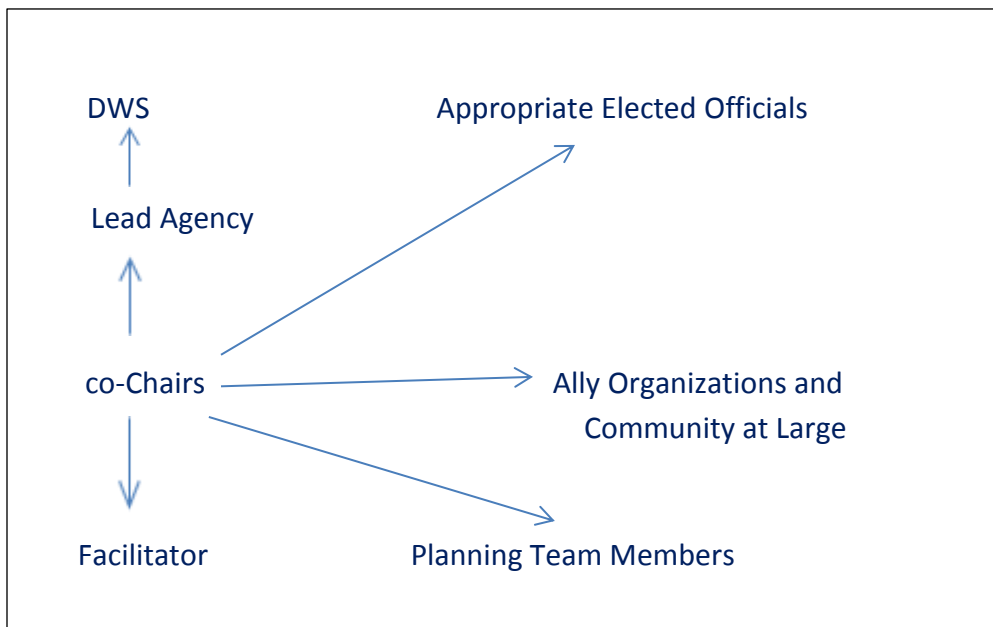 DWS
Appropriate Elected Officials
Lead Agency
co-Chairs
Ally Organizations and
Community at Large
Facilitator
Planning Team Members